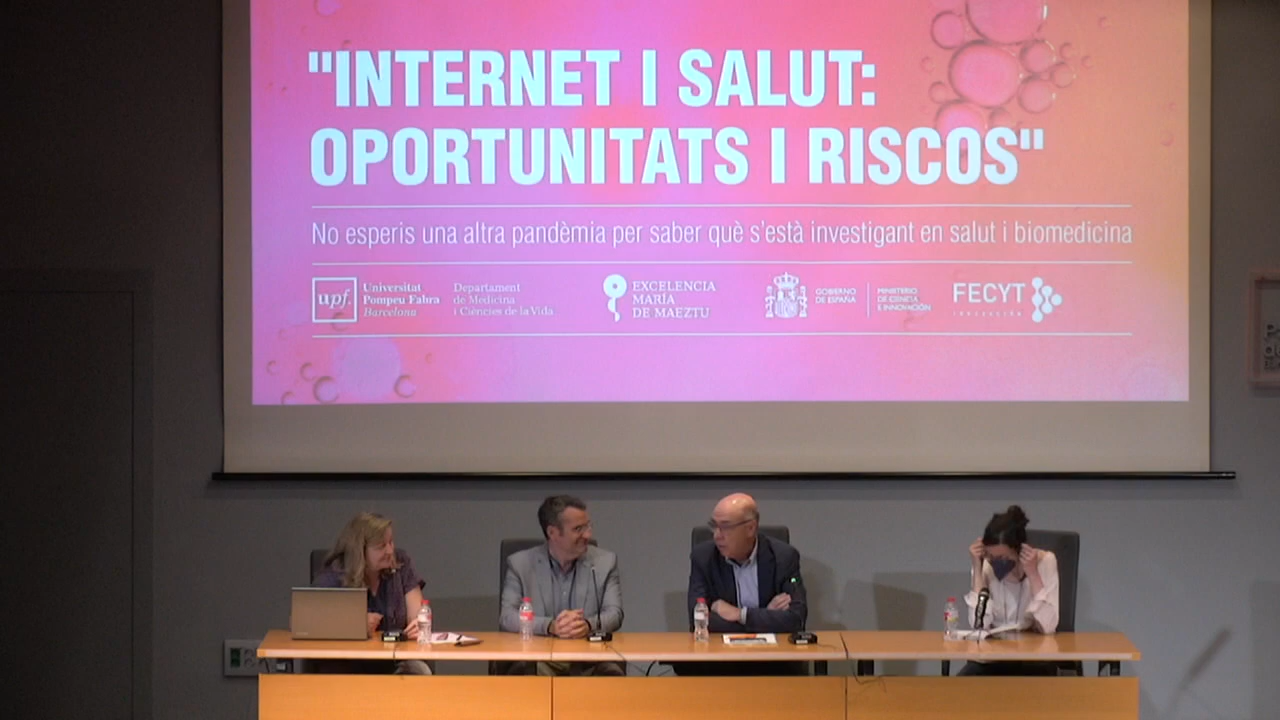 "INTERNET I SALUT:
OPORTUNITATS I RISCOS"
No esperis una altra pandèmia per saber què s'està investigant en salut i biomedicina
upf.
Universitat
Pompeu Fabra
Barcelona
Departament
de Medicina
i Ciències de la Vida
EXCELENCIA
MARÍA
DE MAEZTU
GOBIERNO
DE ESPAÑA
MINISTERIO
DE CIENCIA
E INNOVACIÓN
FECYT
INNOVACIÓN